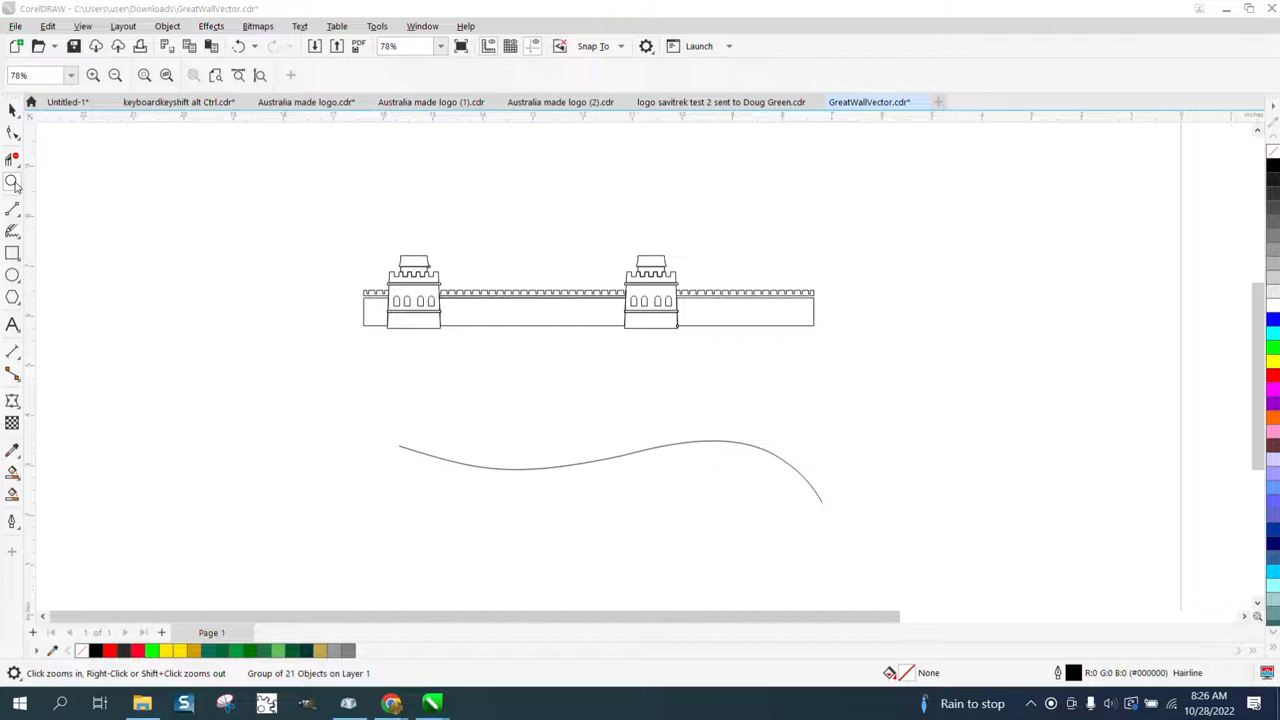 CorelDRAW - C:\Users\user\Downloads\GreatWallVector.cdr*
File Edit View Layout Object Effects Bitmaps Text Table Tools Window Help
PDF 78% Snap To Launch
78%
Untitled-1* keyboardkeyshift alt Ctrl.cdr* Australia made logo.cdr* Australia made logo (1).cdr Australia made logo (2).cdr logo savitrek test 2 sent to Doug Green.cdr GreatWallVector.cdr*
inches
1 of 1 Page 1
Click zooms in, Right-Click or Shift+Click zooms out Group of 21 Objects on Layer 1 None R:0 G:0 B:0 (#000000) Hairline
Rain to stop 8:26 AM
10/28/2022